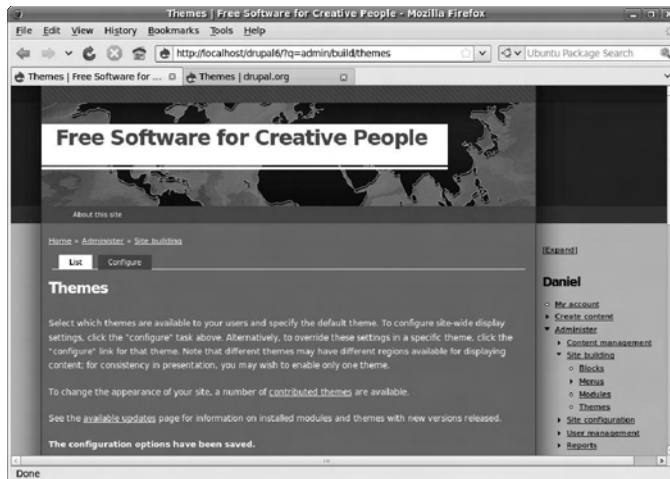 Themes | Free Software for Creative People - Mozilla Firefox
File Edit View History Bookmarks Tools Help
http://localhost/drupal6/?q=admin/build/themes
Ubuntu Package Search
Themes | Free Software for ...
Themes | drupal.org
Free Software for Creative People
About this site
Home » Administer » Site building
List Configure
Themes
Select which themes are available to your users and specify the default theme. To configure site-wide display
settings, click the "configure" task above. Alternatively, to override these settings in a specific theme, click the
"configure" link for that theme. Note that different themes may have different regions available for displaying
content; for consistency in presentation, you may wish to enable only one theme.
To change the appearance of your site, a number of contributed themes are available.
See the available updates page for information on installed modules and themes with new versions released.
The configuration options have been saved.
[Expand]
Daniel
My account
Create content
Administer
Content management
Site building
Blocks
Menus
Modules
Themes
Site configuration
User management
Reports
Done